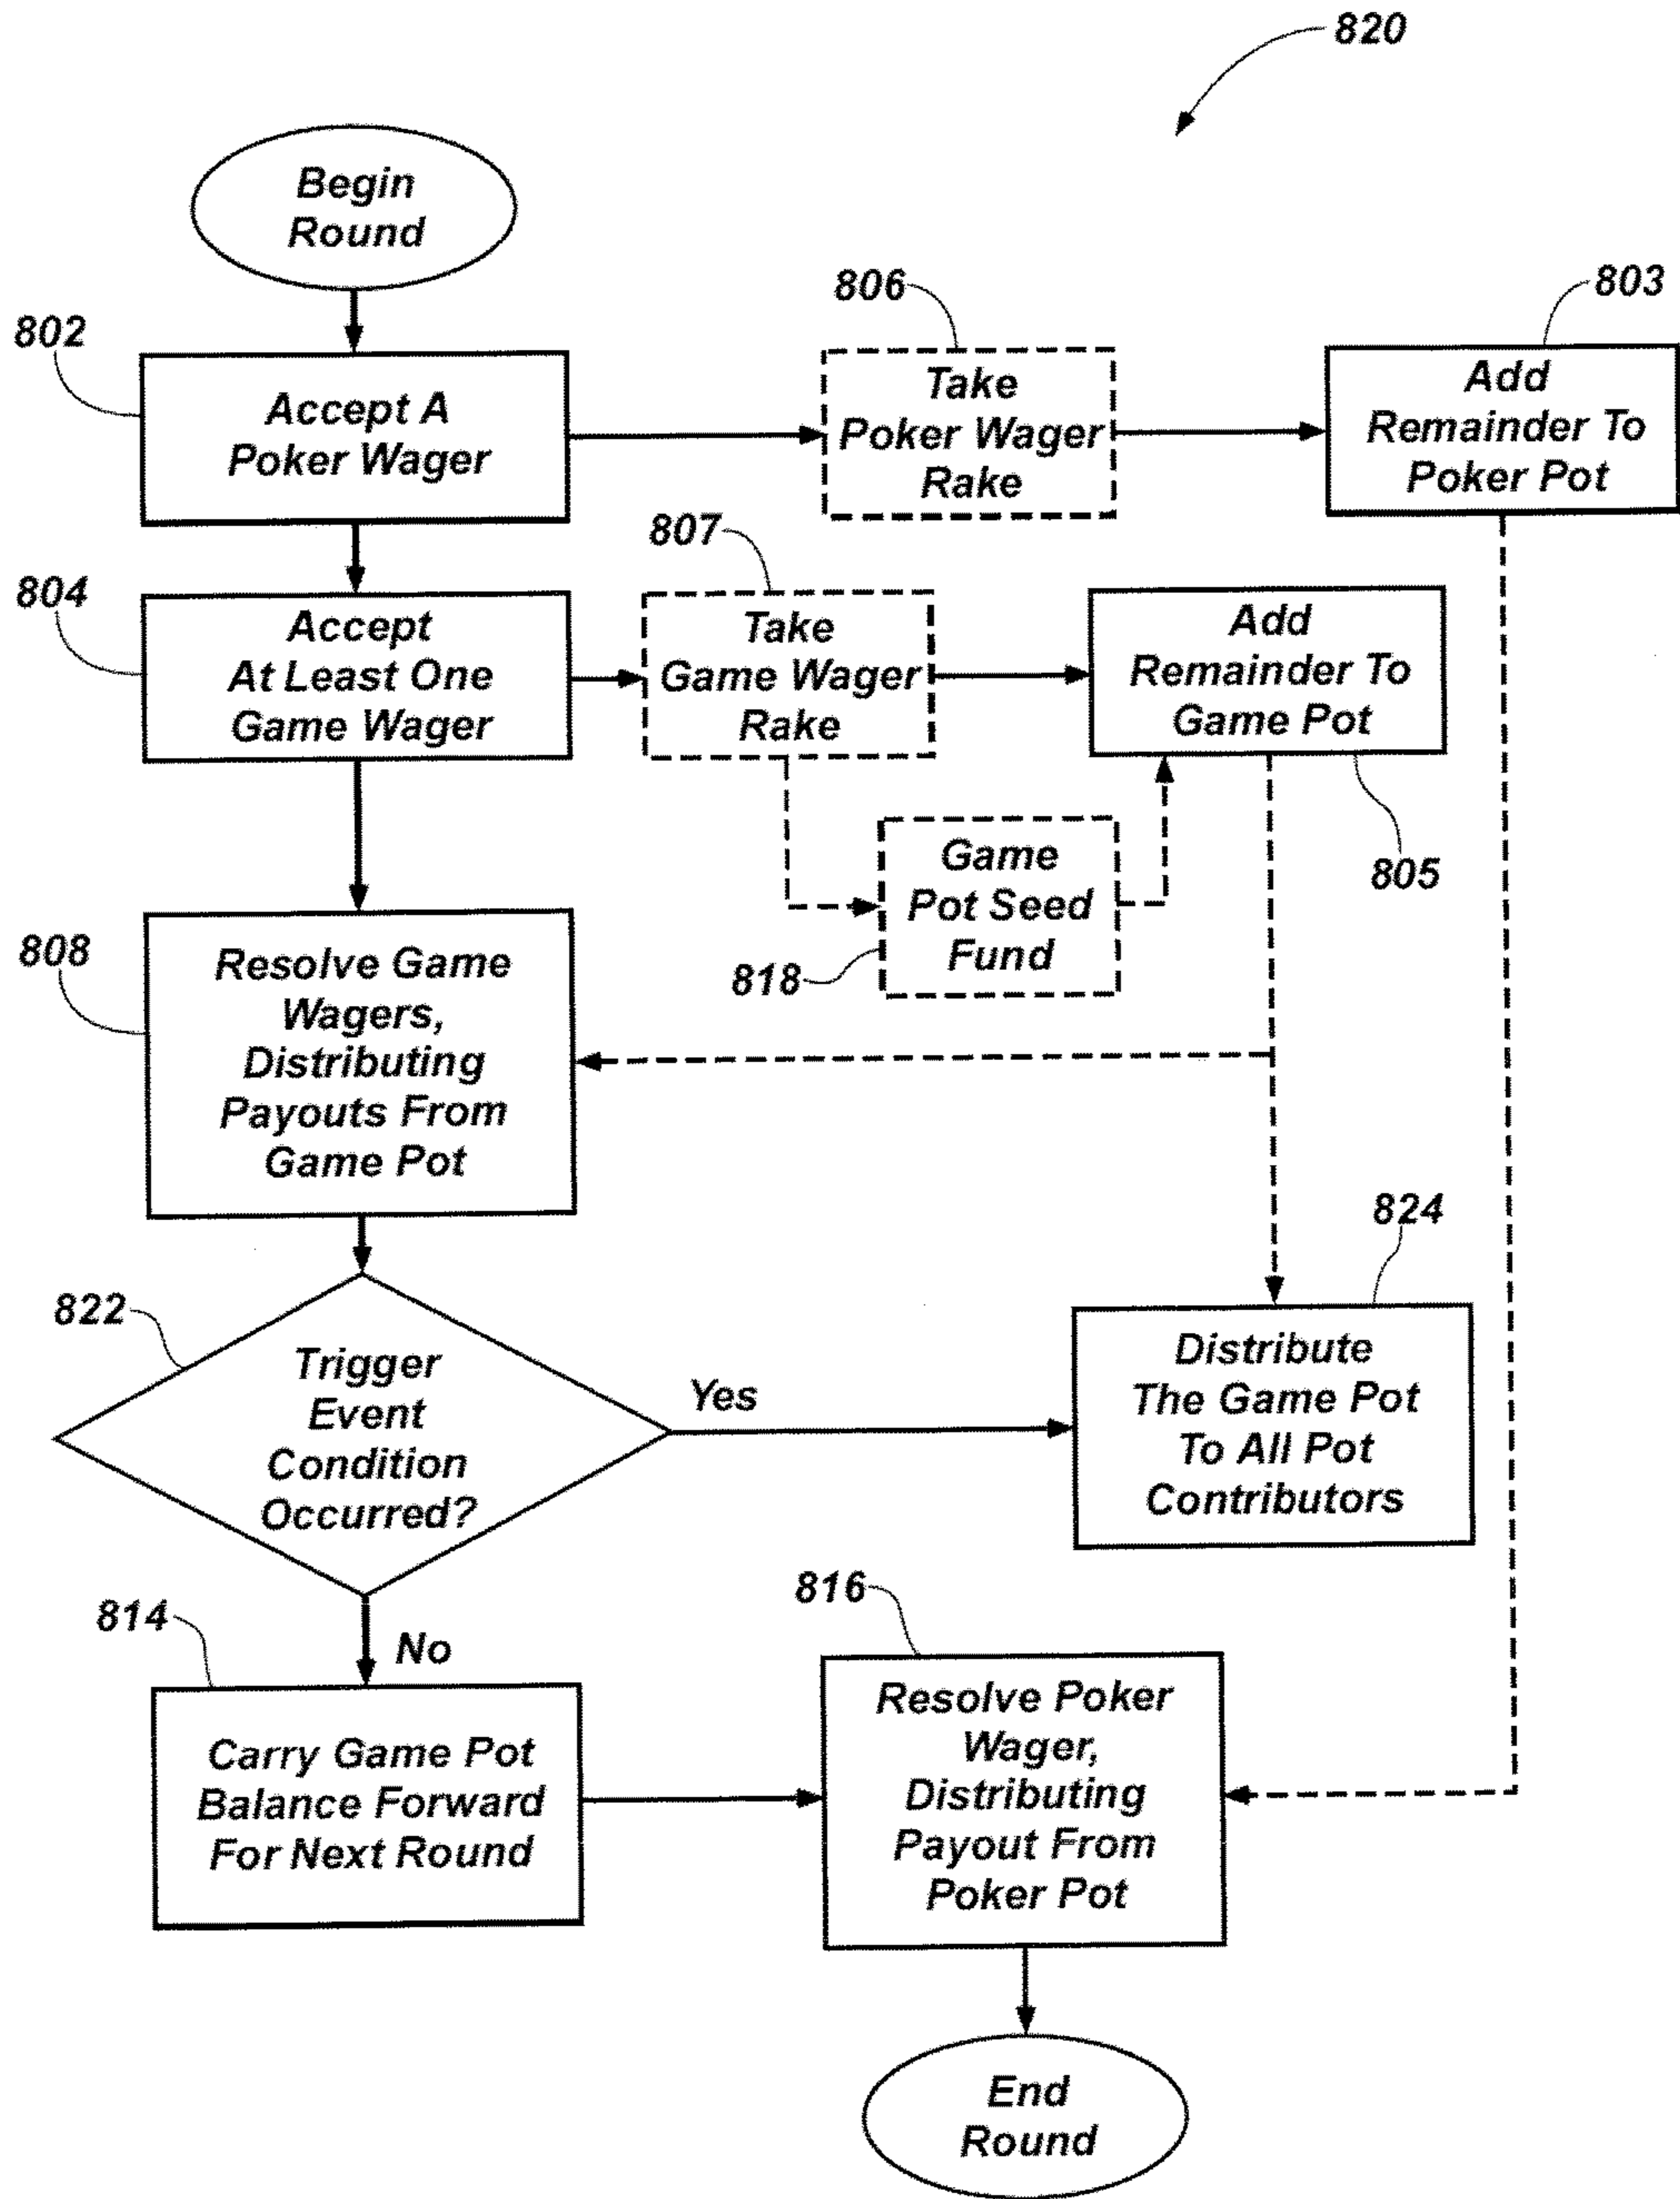 820
Begin
Round
806
803
802
Accept A
Poker Wager
Take
Poker Wager
Rake
Add
Remainder To
Poker Pot
807
804
Accept
At Least One
Game Wager
Take
Game Wager
Rake
Add
Remainder To
Game Pot
805
Game
Pot Seed
Fund
818
808
Resolve Game
Wagers,
Distributing
Payouts From
Game Pot
824
822
Trigger
Event
Condition
Occurred?
Yes
Distribute
The Game Pot
To All Pot
Contributors
816
814
No
Carry Game Pot
Balance Forward
For Next Round
Resolve Poker
Wager,
Distributing
Payout From
Poker Pot
End
Round